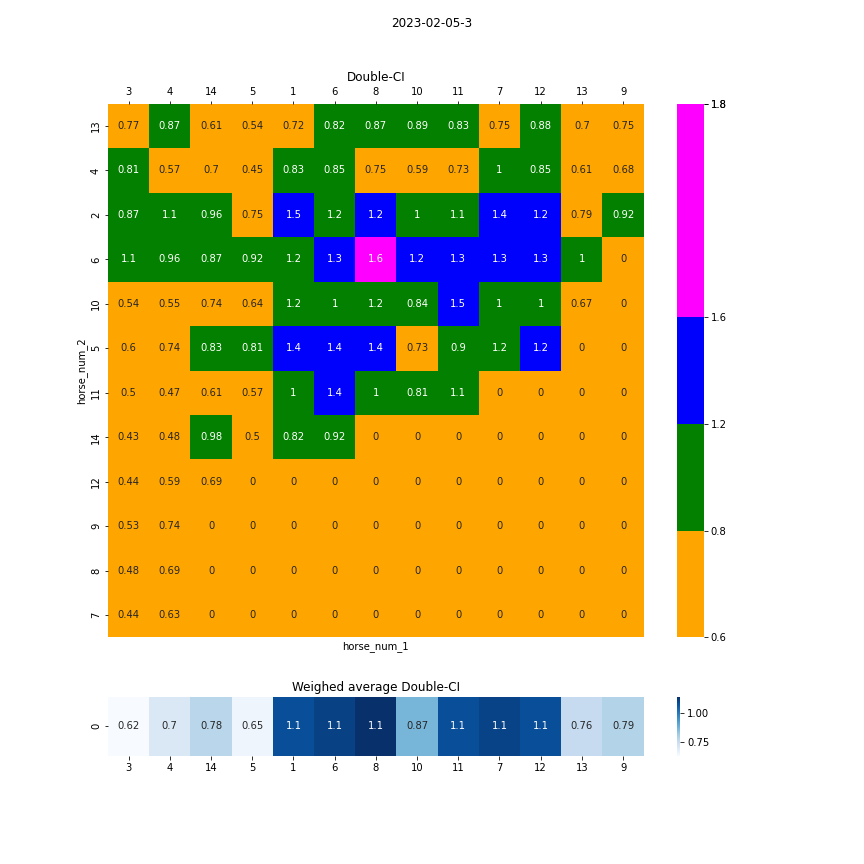 2023-02-05-3
Double-CI
3 4 14 5 1 6 8 10 11 7 12 13 9
13 0.77 0.87 0.61 0.54 0.72 0.82 0.87 0.89 0.83 0.75 0.88 0.7 0.75
4 0.81 0.57 0.7 0.45 0.83 0.85 0.75 0.59 0.73 1 0.85 0.61 0.68
2 0.87 1.1 0.96 0.75 1.5 1.2 1.2 1 1.1 1.4 1.2 0.79 0.92
6 1.1 0.96 0.87 0.92 1.2 1.3 1.6 1.2 1.3 1.3 1.3 1 0
10 0.54 0.55 0.74 0.64 1.2 1 1.2 0.84 1.5 1 1 0.67 0
5 0.6 0.74 0.83 0.81 1.4 1.4 1.4 0.73 0.9 1.2 1.2 0 0
11 0.5 0.47 0.61 0.57 1 1.4 1 0.81 1.1 0 0 0 0
14 0.43 0.48 0.98 0.5 0.82 0.92 0 0 0 0 0 0 0
12 0.44 0.59 0.69 0 0 0 0 0 0 0 0 0 0
9 0.53 0.74 0 0 0 0 0 0 0 0 0 0 0
8 0.48 0.69 0 0 0 0 0 0 0 0 0 0 0
7 0.44 0.63 0 0 0 0 0 0 0 0 0 0 0
horse_num_2
horse_num_1
1.8
1.6
1.2
0.8
0.6
Weighed average Double-CI
0 0.62 0.7 0.78 0.65 1.1 1.1 1.1 0.87 1.1 1.1 1.1 0.76 0.79
3 4 14 5 1 6 8 10 11 7 12 13 9
1.00
0.75